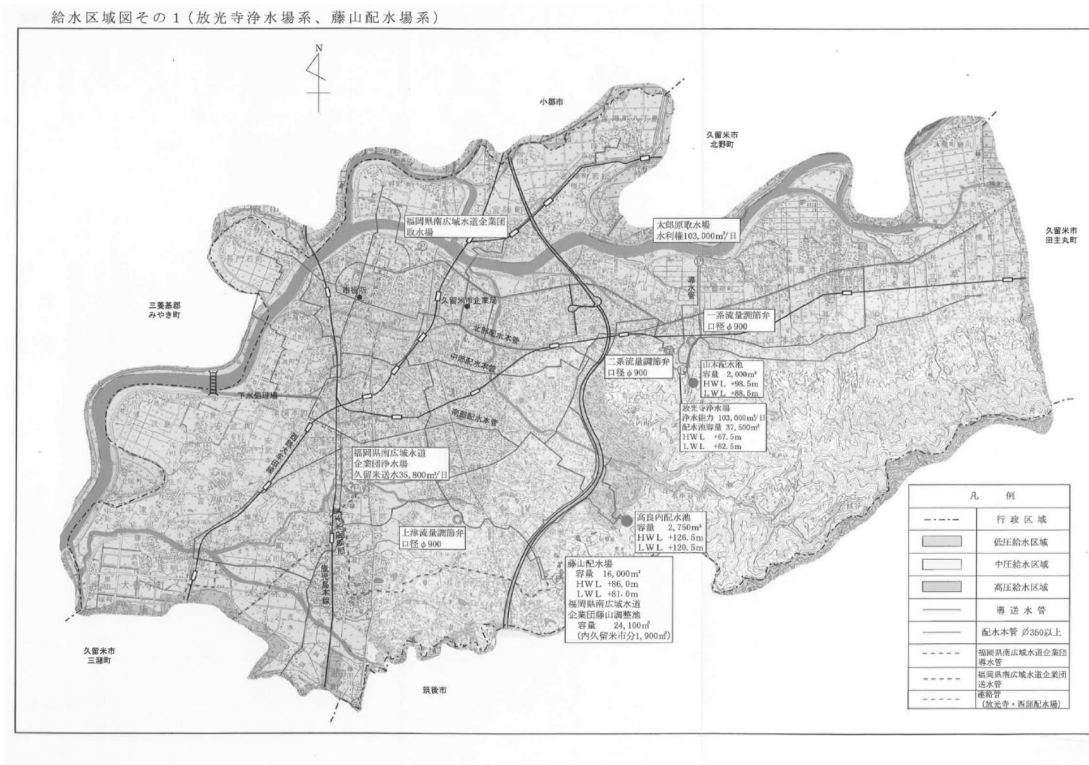 給水区域図その1(放光寺浄水場系、藤山配水場系)
N
小郡市
久留米市
北野町
久留米市
田主丸町
三養基郡
みやき町
福岡県南広域水道企業団
取水場
太郎原取水場
水利権103,000m³/日
導水管
市役所
久留米市企業局
北部配水本管
中部配水本管
南部配水本管
一系流量調節弁
口径φ900
二系流量調節弁
口径φ900
山本配水池
容量 2,000m³
HWL +98.5m
LWL +88.5m
放光寺浄水場
浄水能力 103,000m³/日
配水池容量 37,500m³
HWL +67.5m
LWL +62.5m
福岡県南広域水道
企業団浄水場
久留米送水35,800m³/日
上津流量調節弁
口径φ900
高良内配水池
容量 2,750m³
HWL +126.5m
LWL +120.5m
藤山配水場
容量 16,000m³
HWL +86.0m
LWL +81.0m
福岡県南広域水道
企業団藤山調整池
容量 24,100㎥
(内久留米市分1,900㎥)
鹿児島本線
久留米市
三潴町
筑後市
凡 例
行政区域
低圧給水区域
中圧給水区域
高圧給水区域
導送水管
配水本管 φ350以上
福岡県南広域水道企業団
導水管
福岡県南広域水道企業団
送水管
連絡管
(放光寺・西部配水場)